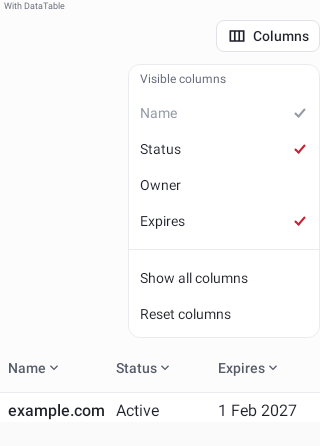 With DataTable
Columns
Visible columns
Name
Status
Owner
Expires
Show all columns
Reset columns
Name Status Expires
example.com Active 1 Feb 2027